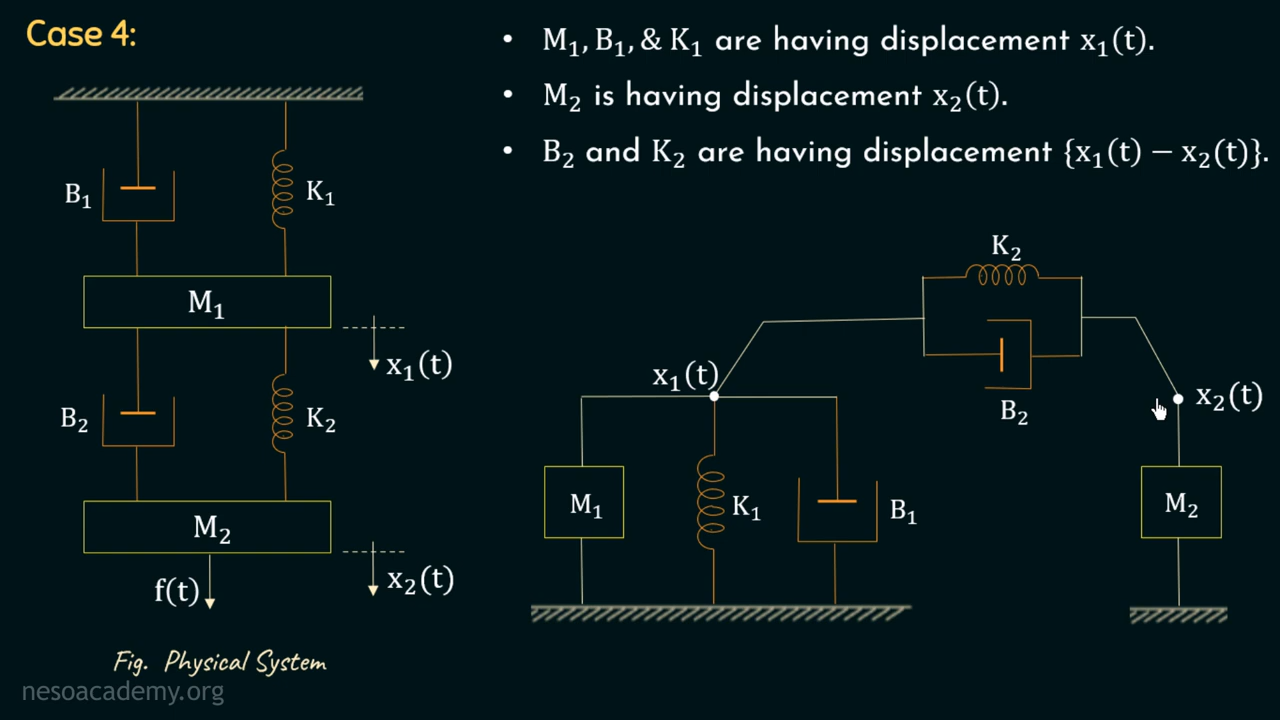 Case 4:
• M₁, B₁, & K₁ are having displacement x₁(t).
• M₂ is having displacement x₂(t).
• B₂ and K₂ are having displacement {x₁(t) − x₂(t)}.
B₁
K₁
M₁
x₁(t)
B₂
K₂
M₂
f(t)
x₂(t)
Fig. Physical System
K₂
B₂
x₁(t)
x₂(t)
M₁
K₁
B₁
M₂
nesoacademy.org